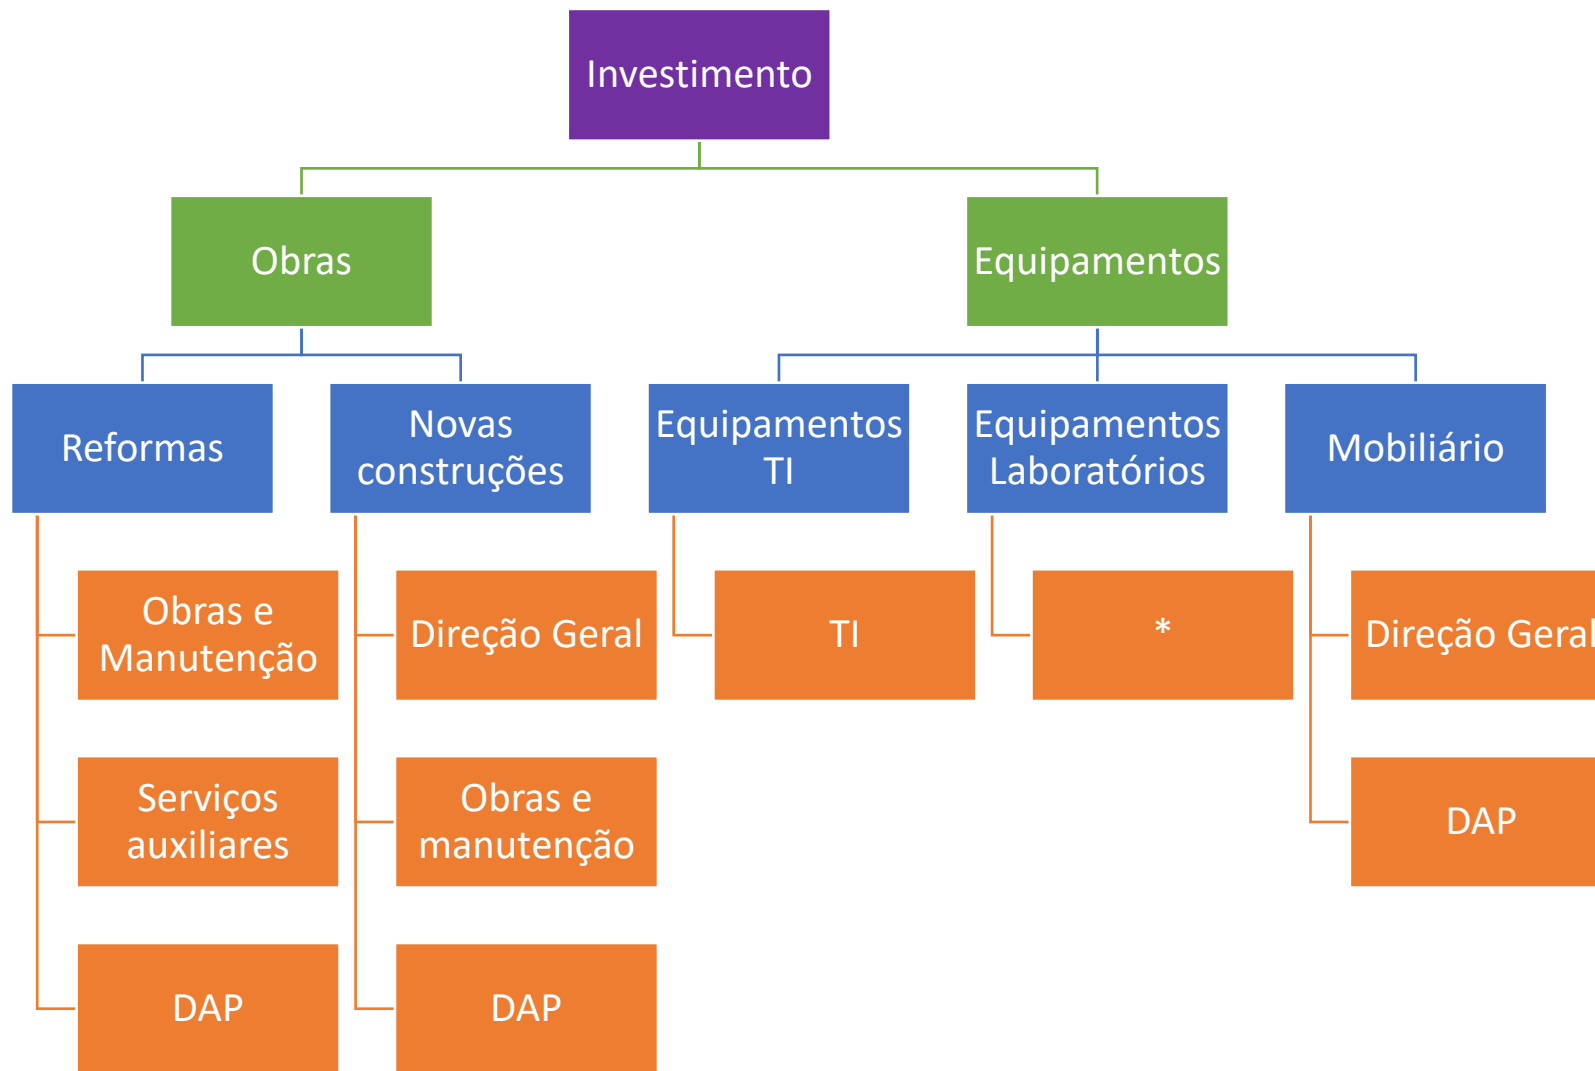 Investimento
Obras
Equipamentos
Reformas
Novas
construções
Equipamentos
TI
Equipamentos
Laboratórios
Mobiliário
Obras e
Manutenção
Direção Geral
TI
*
Direção Geral
Serviços
auxiliares
Obras e
manutenção
DAP
DAP
DAP